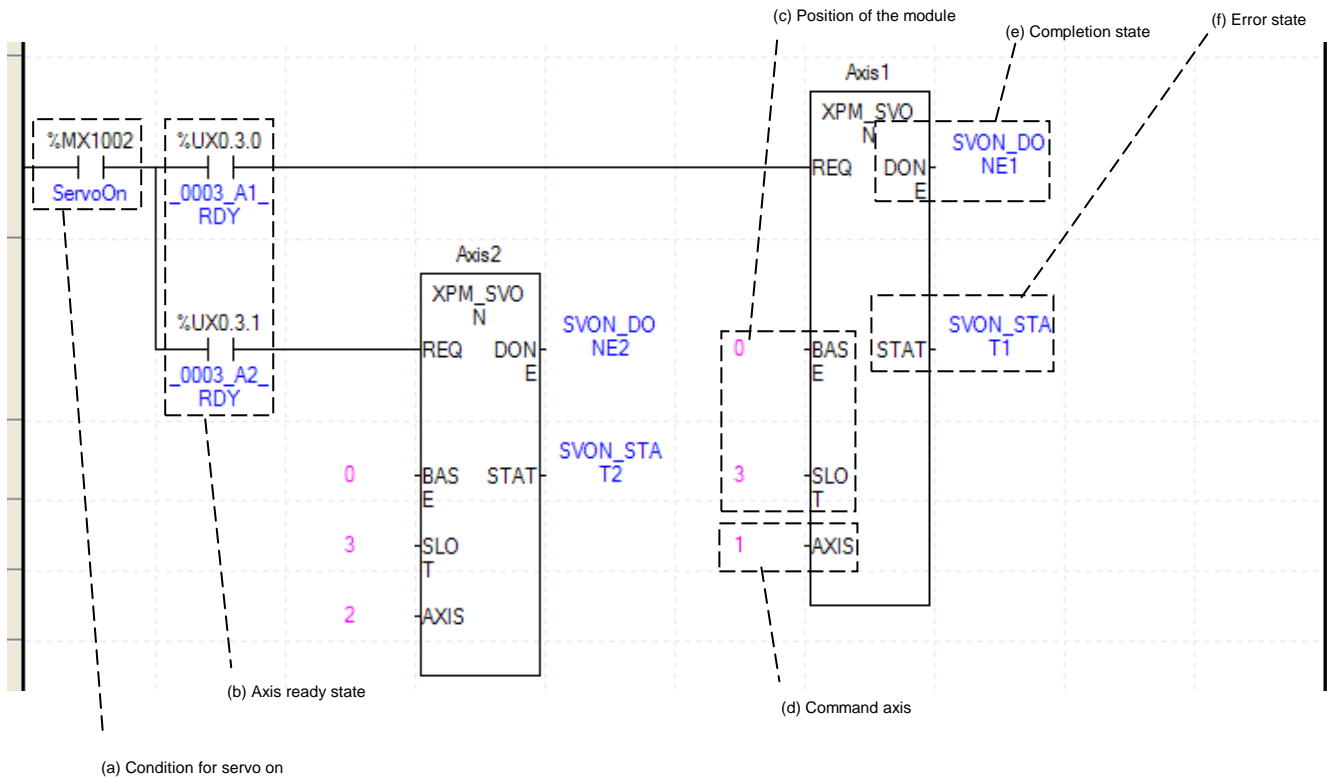 (c) Position of the module
(f) Error state
(e) Completion state
Axis1
XPM_SVO
N
%MX1002
%UX0.3.0
SVON_DO
NE1
REQ
DON
E
ServoOn
_0003_A1_
RDY
Axis2
XPM_SVO
N
%UX0.3.1
SVON_DO
NE2
SVON_STA
T1
REQ
DON
E
0
BAS
E
STAT
_0003_A2_
RDY
SVON_STA
T2
0
BAS
E
STAT
3
SLO
T
3
SLO
T
1
AXIS
2
AXIS
(b) Axis ready state
(d) Command axis
(a) Condition for servo on